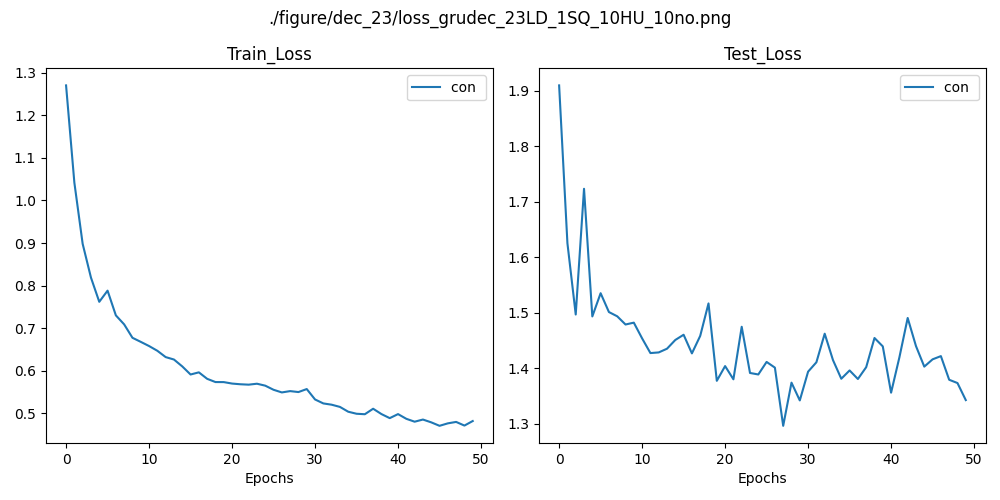 ./figure/dec_23/loss_grudec_23LD_1SQ_10HU_10no.png
Train_Loss
con
1.3
1.2
1.1
1.0
0.9
0.8
0.7
0.6
0.5
0 10 20 30 40 50
Epochs
Test_Loss
con
1.9
1.8
1.7
1.6
1.5
1.4
1.3
0 10 20 30 40 50
Epochs